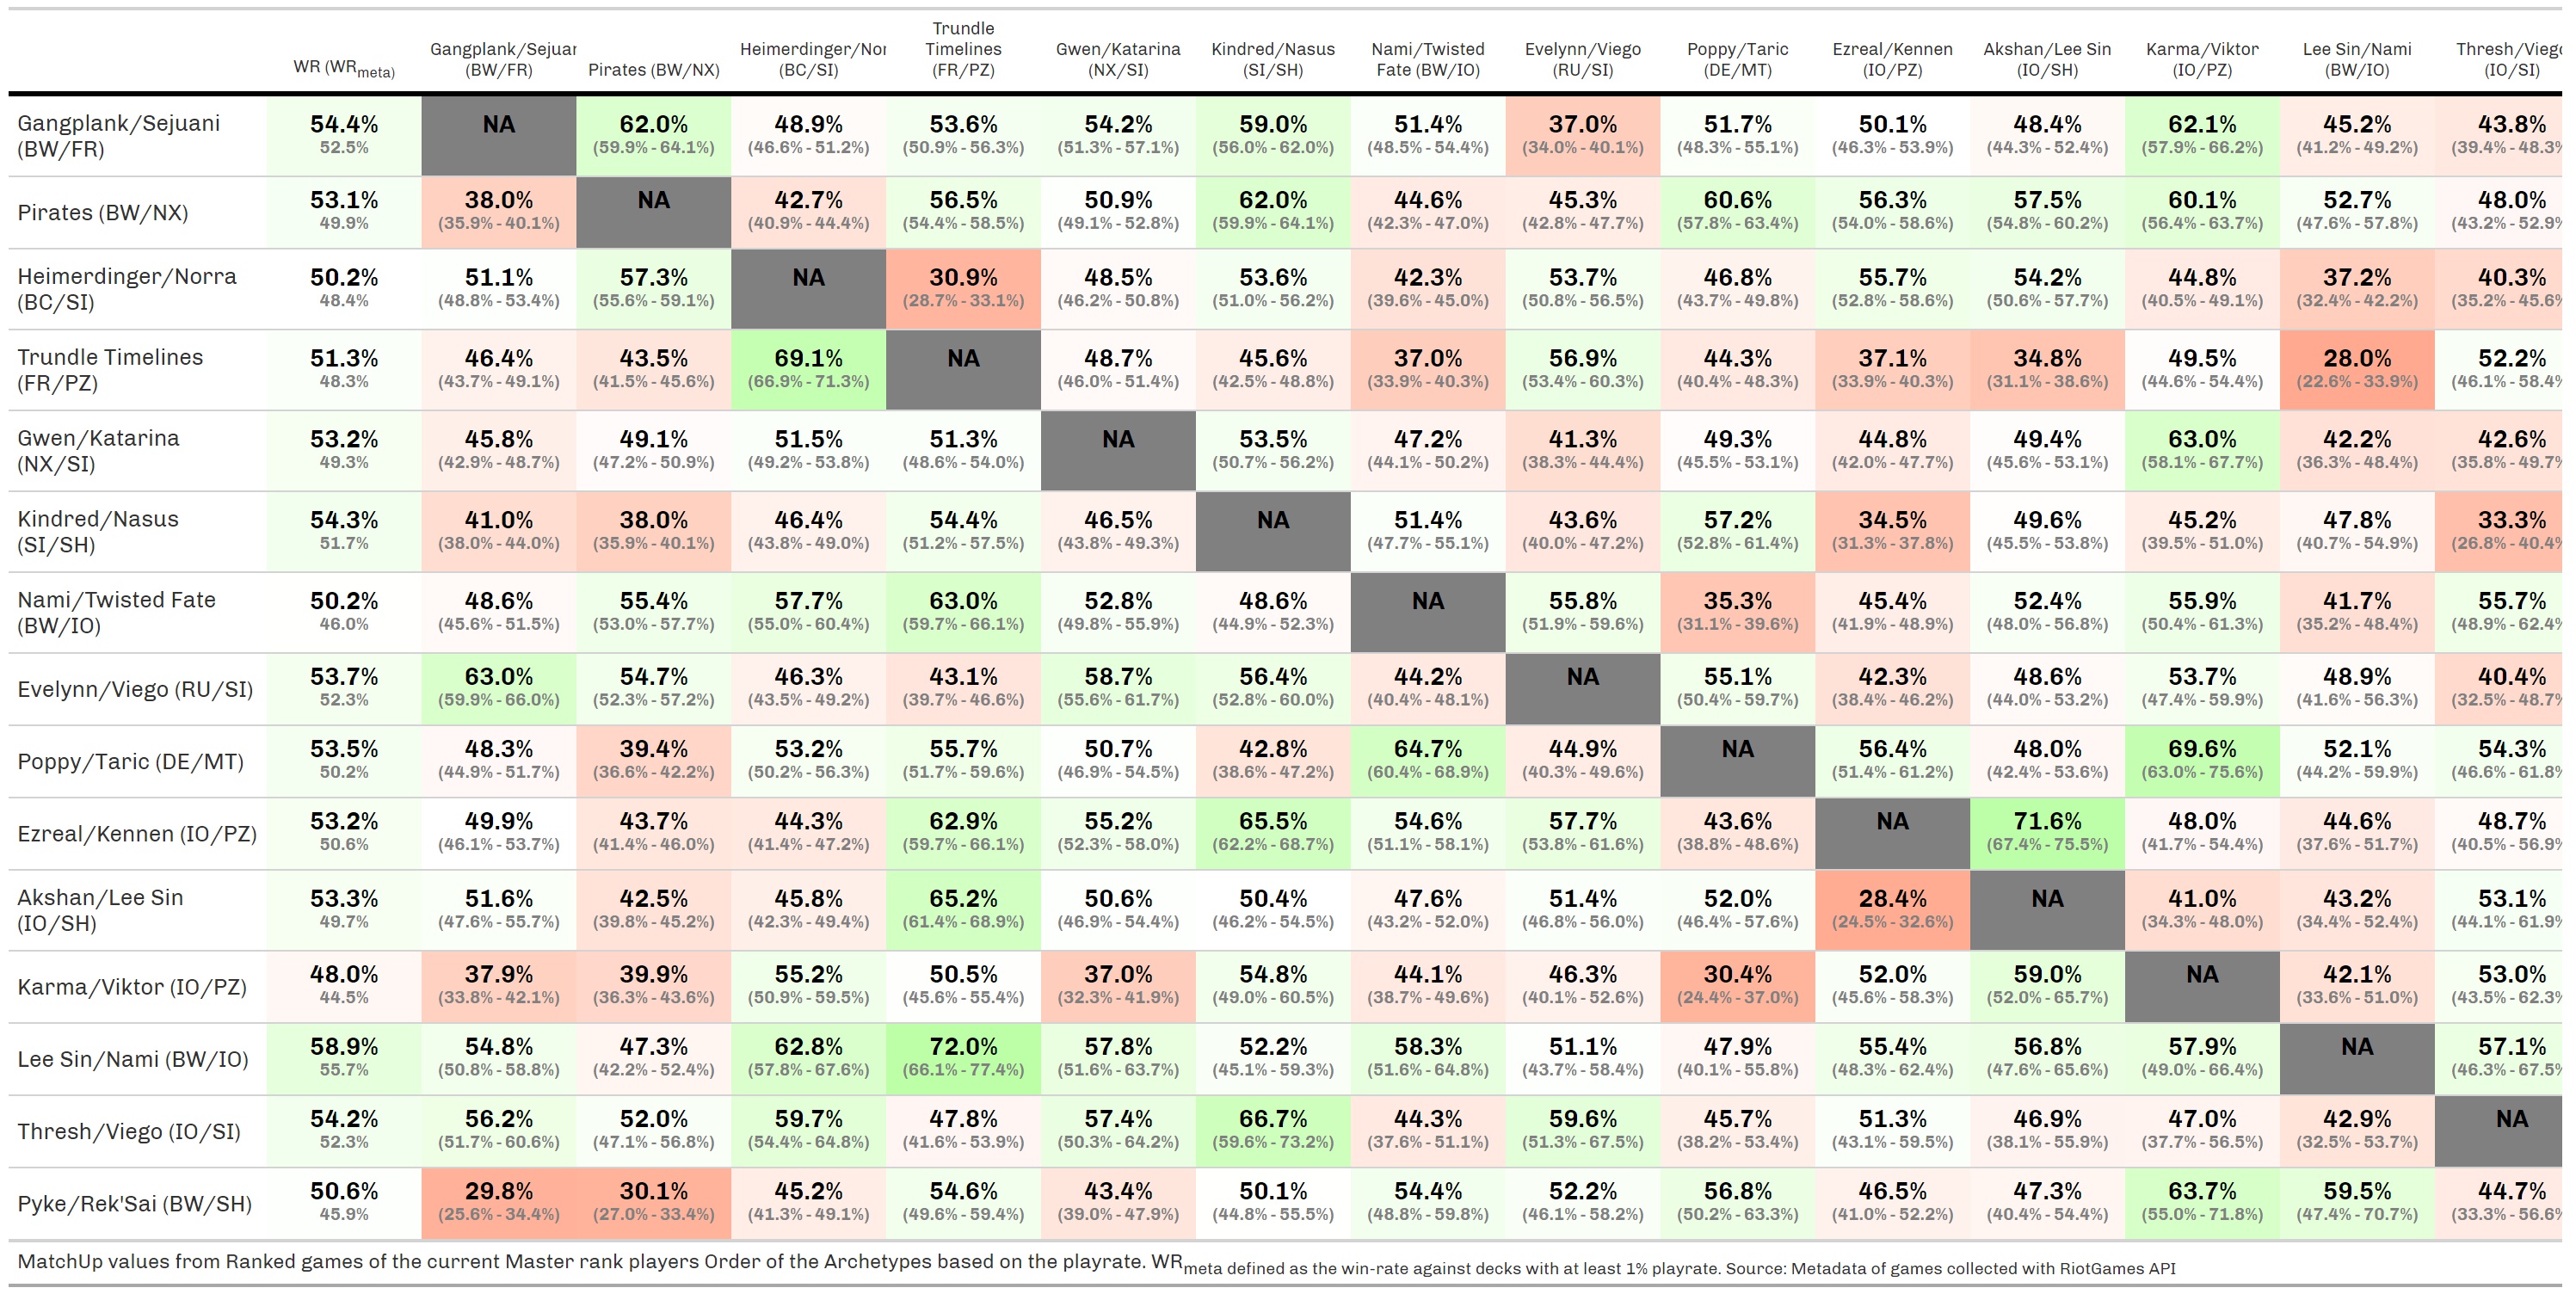 WR (WRmeta) Gangplank/Sejuar (BW/FR) Pirates (BW/NX) Heimerdinger/Nor (BC/SI) Trundle Timelines (FR/PZ) Gwen/Katarina (NX/SI) Kindred/Nasus (SI/SH) Nami/Twisted Fate (BW/IO) Evelynn/Viego (RU/SI) Poppy/Taric (DE/MT) Ezreal/Kennen (IO/PZ) Akshan/Lee Sin (IO/SH) Karma/Viktor (IO/PZ) Lee Sin/Nami (BW/IO) Thresh/Viego (IO/SI)
Gangplank/Sejuani (BW/FR)
54.4% NA 62.0% 48.9% 53.6% 54.2% 59.0% 51.4% 37.0% 51.7% 50.1% 48.4% 62.1% 45.2% 43.8%
52.5% (59.9% - 64.1%) (46.6% - 51.2%) (50.9% - 56.3%) (51.3% - 57.1%) (56.0% - 62.0%) (48.5% - 54.4%) (34.0% - 40.1%) (48.3% - 55.1%) (46.3% - 53.9%) (44.3% - 52.4%) (57.9% - 66.2%) (41.2% - 49.2%) (39.4% - 48.3%
Pirates (BW/NX)
53.1% 38.0% NA 42.7% 56.5% 50.9% 62.0% 44.6% 45.3% 60.6% 56.3% 57.5% 60.1% 52.7% 48.0%
49.9% (35.9% - 40.1%) (40.9% - 44.4%) (54.4% - 58.5%) (49.1% - 52.8%) (59.9% - 64.1%) (42.3% - 47.0%) (42.8% - 47.7%) (57.8% - 63.4%) (54.0% - 58.6%) (54.8% - 60.2%) (56.4% - 63.7%) (47.6% - 57.8%) (43.2% - 52.9%
Heimerdinger/Norra (BC/SI)
50.2% 51.1% 57.3% NA 30.9% 48.5% 53.6% 42.3% 53.7% 46.8% 55.7% 54.2% 44.8% 37.2% 40.3%
48.4% (48.8% - 53.4%) (55.6% - 59.1%) (28.7% - 33.1%) (46.2% - 50.8%) (51.0% - 56.2%) (39.6% - 45.0%) (50.8% - 56.5%) (43.7% - 49.8%) (52.8% - 58.6%) (50.6% - 57.7%) (40.5% - 49.1%) (32.4% - 42.2%) (35.2% - 45.6%
Trundle Timelines (FR/PZ)
51.3% 46.4% 43.5% 69.1% NA 48.7% 45.6% 37.0% 56.9% 44.3% 37.1% 34.8% 49.5% 28.0% 52.2%
48.3% (43.7% - 49.1%) (41.5% - 45.6%) (66.9% - 71.3%) (46.0% - 51.4%) (42.5% - 48.8%) (33.9% - 40.3%) (53.4% - 60.3%) (40.4% - 48.3%) (33.9% - 40.3%) (31.1% - 38.6%) (44.6% - 54.4%) (22.6% - 33.9%) (46.1% - 58.4%
Gwen/Katarina (NX/SI)
53.2% 45.8% 49.1% 51.5% 51.3% NA 53.5% 47.2% 41.3% 49.3% 44.8% 49.4% 63.0% 42.2% 42.6%
49.3% (42.9% - 48.7%) (47.2% - 50.9%) (49.2% - 53.8%) (48.6% - 54.0%) (50.7% - 56.2%) (44.1% - 50.2%) (38.3% - 44.4%) (45.5% - 53.1%) (42.0% - 47.7%) (45.6% - 53.1%) (58.1% - 67.7%) (36.3% - 48.4%) (35.8% - 49.7%
Kindred/Nasus (SI/SH)
54.3% 41.0% 38.0% 46.4% 54.4% 46.5% NA 51.4% 43.6% 57.2% 34.5% 49.6% 45.2% 47.8% 33.3%
51.7% (38.0% - 44.0%) (35.9% - 40.1%) (43.8% - 49.0%) (51.2% - 57.5%) (43.8% - 49.3%) (47.7% - 55.1%) (40.0% - 47.2%) (52.8% - 61.4%) (31.3% - 37.8%) (45.5% - 53.8%) (39.5% - 51.0%) (40.7% - 54.9%) (26.8% - 40.4%
Nami/Twisted Fate (BW/IO)
50.2% 48.6% 55.4% 57.7% 63.0% 52.8% 48.6% NA 55.8% 35.3% 45.4% 52.4% 55.9% 41.7% 55.7%
46.0% (45.6% - 51.5%) (53.0% - 57.7%) (55.0% - 60.4%) (59.7% - 66.1%) (49.8% - 55.9%) (44.9% - 52.3%) (51.9% - 59.6%) (31.1% - 39.6%) (41.9% - 48.9%) (48.0% - 56.8%) (50.4% - 61.3%) (35.2% - 48.4%) (48.9% - 62.4%
Evelynn/Viego (RU/SI)
53.7% 63.0% 54.7% 46.3% 43.1% 58.7% 56.4% 44.2% NA 55.1% 42.3% 48.6% 53.7% 48.9% 40.4%
52.3% (59.9% - 66.0%) (52.3% - 57.2%) (43.5% - 49.2%) (39.7% - 46.6%) (55.6% - 61.7%) (52.8% - 60.0%) (40.4% - 48.1%) (50.4% - 59.7%) (38.4% - 46.2%) (44.0% - 53.2%) (47.4% - 59.9%) (41.6% - 56.3%) (32.5% - 48.7%
Poppy/Taric (DE/MT)
53.5% 48.3% 39.4% 53.2% 55.7% 50.7% 42.8% 64.7% 44.9% NA 56.4% 48.0% 69.6% 52.1% 54.3%
50.2% (44.9% - 51.7%) (36.6% - 42.2%) (50.2% - 56.3%) (51.7% - 59.6%) (46.9% - 54.5%) (38.6% - 47.2%) (60.4% - 68.9%) (40.3% - 49.6%) (51.4% - 61.2%) (42.4% - 53.6%) (63.0% - 75.6%) (44.2% - 59.9%) (46.6% - 61.8%
Ezreal/Kennen (IO/PZ)
53.2% 49.9% 43.7% 44.3% 62.9% 55.2% 65.5% 54.6% 57.7% 43.6% NA 71.6% 48.0% 44.6% 48.7%
50.6% (46.1% - 53.7%) (41.4% - 46.0%) (41.4% - 47.2%) (59.7% - 66.1%) (52.3% - 58.0%) (62.2% - 68.7%) (51.1% - 58.1%) (53.8% - 61.6%) (38.8% - 48.6%) (67.4% - 75.5%) (41.7% - 54.4%) (37.6% - 51.7%) (40.5% - 56.9%
Akshan/Lee Sin (IO/SH)
53.3% 51.6% 42.5% 45.8% 65.2% 50.6% 50.4% 47.6% 51.4% 52.0% 28.4% NA 41.0% 43.2% 53.1%
49.7% (47.6% - 55.7%) (39.8% - 45.2%) (42.3% - 49.4%) (61.4% - 68.9%) (46.9% - 54.4%) (46.2% - 54.5%) (43.2% - 52.0%) (46.8% - 56.0%) (46.4% - 57.6%) (24.5% - 32.6%) (34.3% - 48.0%) (34.4% - 52.4%) (44.1% - 61.9%
Karma/Viktor (IO/PZ)
48.0% 37.9% 39.9% 55.2% 50.5% 37.0% 54.8% 44.1% 46.3% 30.4% 52.0% 59.0% NA 42.1% 53.0%
44.5% (33.8% - 42.1%) (36.3% - 43.6%) (50.9% - 59.5%) (45.6% - 55.4%) (32.3% - 41.9%) (49.0% - 60.5%) (38.7% - 49.6%) (40.1% - 52.6%) (24.4% - 37.0%) (45.6% - 58.3%) (52.0% - 65.7%) (33.6% - 51.0%) (43.5% - 62.3%
Lee Sin/Nami (BW/IO)
58.9% 54.8% 47.3% 62.8% 72.0% 57.8% 52.2% 58.3% 51.1% 47.9% 55.4% 56.8% 57.9% NA 57.1%
55.7% (50.8% - 58.8%) (42.2% - 52.4%) (57.8% - 67.6%) (66.1% - 77.4%) (51.6% - 63.7%) (45.1% - 59.3%) (51.6% - 64.8%) (43.7% - 58.4%) (40.1% - 55.8%) (48.3% - 62.4%) (47.6% - 65.6%) (49.0% - 66.4%) (46.3% - 67.5%
Thresh/Viego (IO/SI)
54.2% 56.2% 52.0% 59.7% 47.8% 57.4% 66.7% 44.3% 59.6% 45.7% 51.3% 46.9% 47.0% 42.9% NA
52.3% (51.7% - 60.6%) (47.1% - 56.8%) (54.4% - 64.8%) (41.6% - 53.9%) (50.3% - 64.2%) (59.6% - 73.2%) (37.6% - 51.1%) (51.3% - 67.5%) (38.2% - 53.4%) (43.1% - 59.5%) (38.1% - 55.9%) (37.7% - 56.5%) (32.5% - 53.7%)
Pyke/Rek'Sai (BW/SH)
50.6% 29.8% 30.1% 45.2% 54.6% 43.4% 50.1% 54.4% 52.2% 56.8% 46.5% 47.3% 63.7% 59.5% 44.7%
45.9% (25.6% - 34.4%) (27.0% - 33.4%) (41.3% - 49.1%) (49.6% - 59.4%) (39.0% - 47.9%) (44.8% - 55.5%) (48.8% - 59.8%) (46.1% - 58.2%) (50.2% - 63.3%) (41.0% - 52.2%) (40.4% - 54.4%) (55.0% - 71.8%) (47.4% - 70.7%) (33.3% - 56.6%
MatchUp values from Ranked games of the current Master rank players Order of the Archetypes based on the playrate. WRmeta defined as the win-rate against decks with at least 1% playrate. Source: Metadata of games collected with RiotGames API